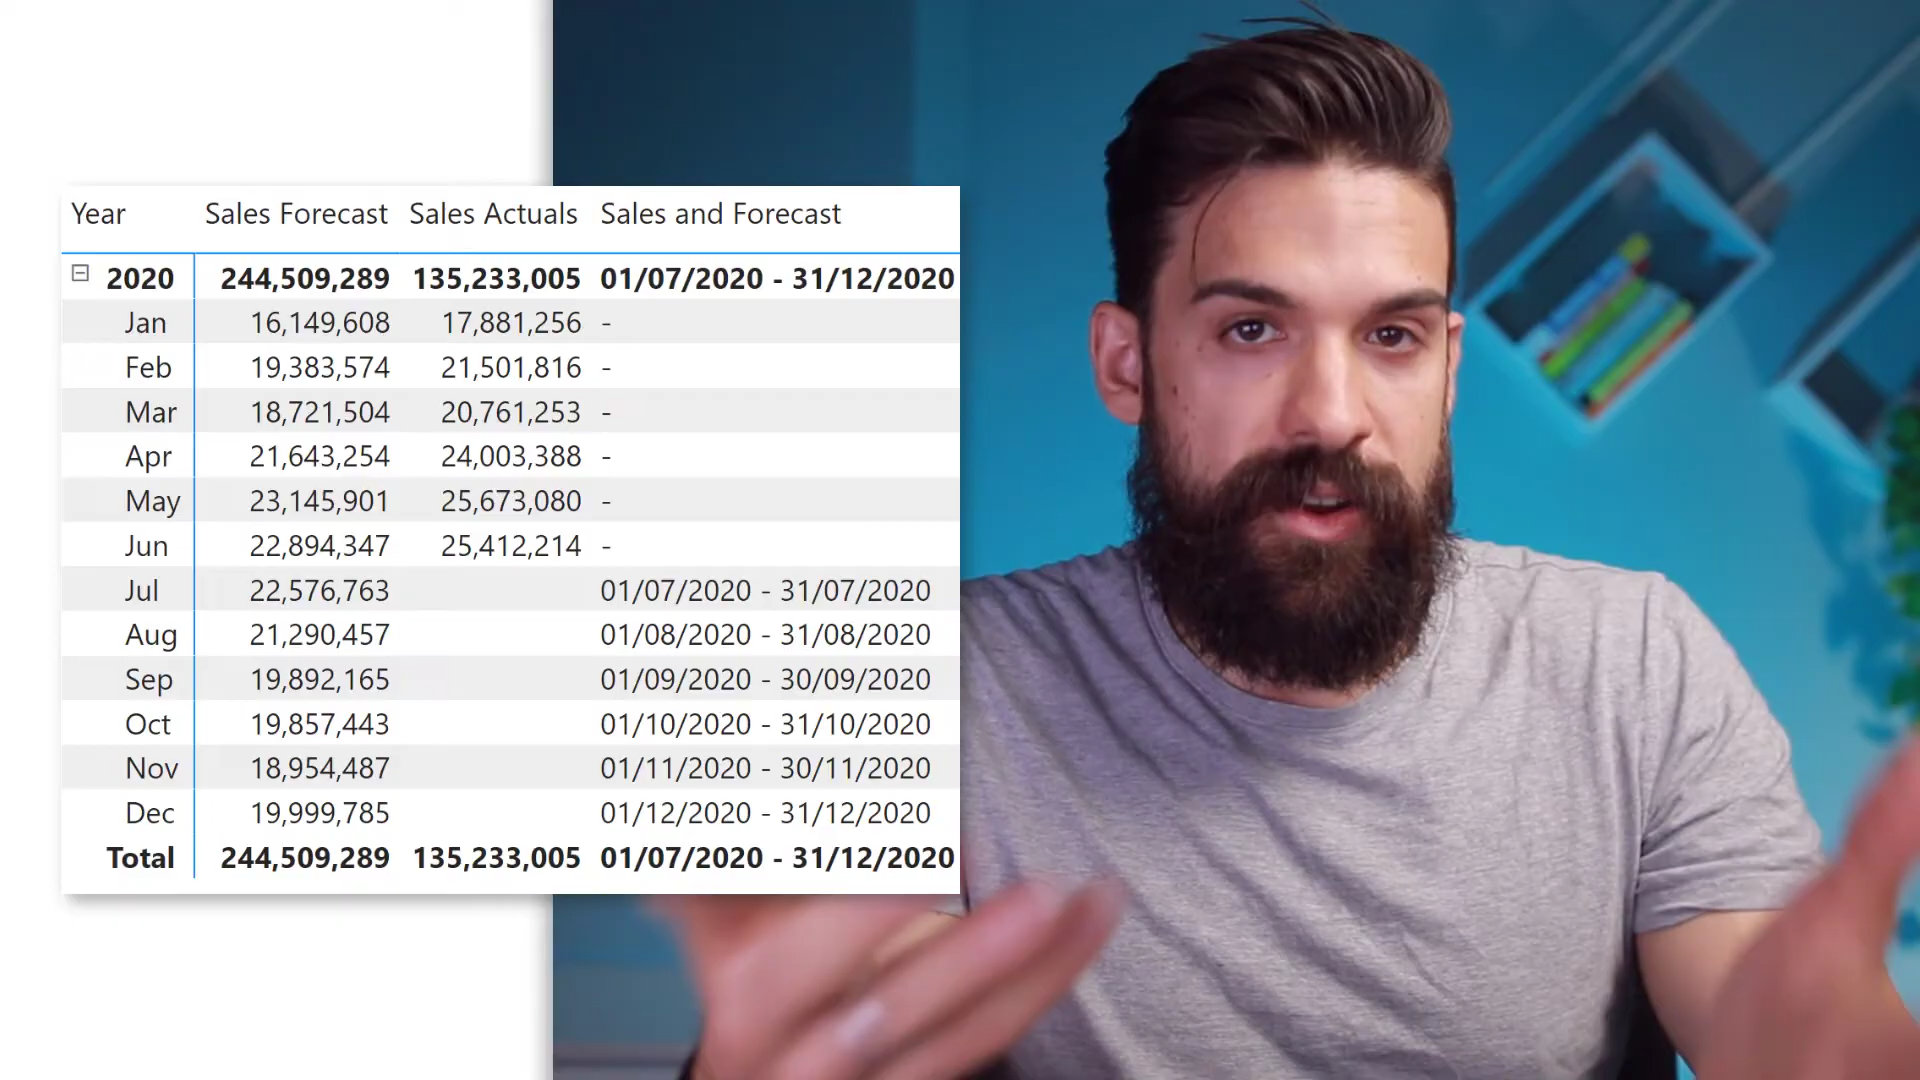 Year Sales Forecast Sales Actuals Sales and Forecast
2020 244,509,289 135,233,005 01/07/2020 - 31/12/2020
Jan 16,149,608 17,881,256 -
Feb 19,383,574 21,501,816 -
Mar 18,721,504 20,761,253 -
Apr 21,643,254 24,003,388 -
May 23,145,901 25,673,080 -
Jun 22,894,347 25,412,214 -
Jul 22,576,763 01/07/2020 - 31/07/2020
Aug 21,290,457 01/08/2020 - 31/08/2020
Sep 19,892,165 01/09/2020 - 30/09/2020
Oct 19,857,443 01/10/2020 - 31/10/2020
Nov 18,954,487 01/11/2020 - 30/11/2020
Dec 19,999,785 01/12/2020 - 31/12/2020
Total 244,509,289 135,233,005 01/07/2020 - 31/12/2020